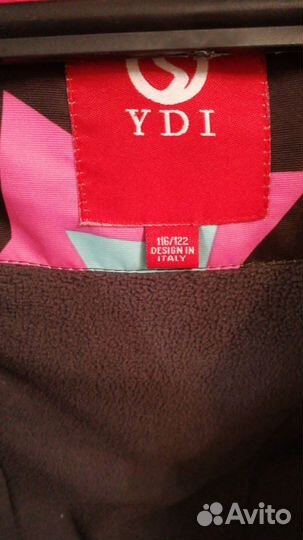 YDI
116/122
DESIGN IN
ITALY
Avito